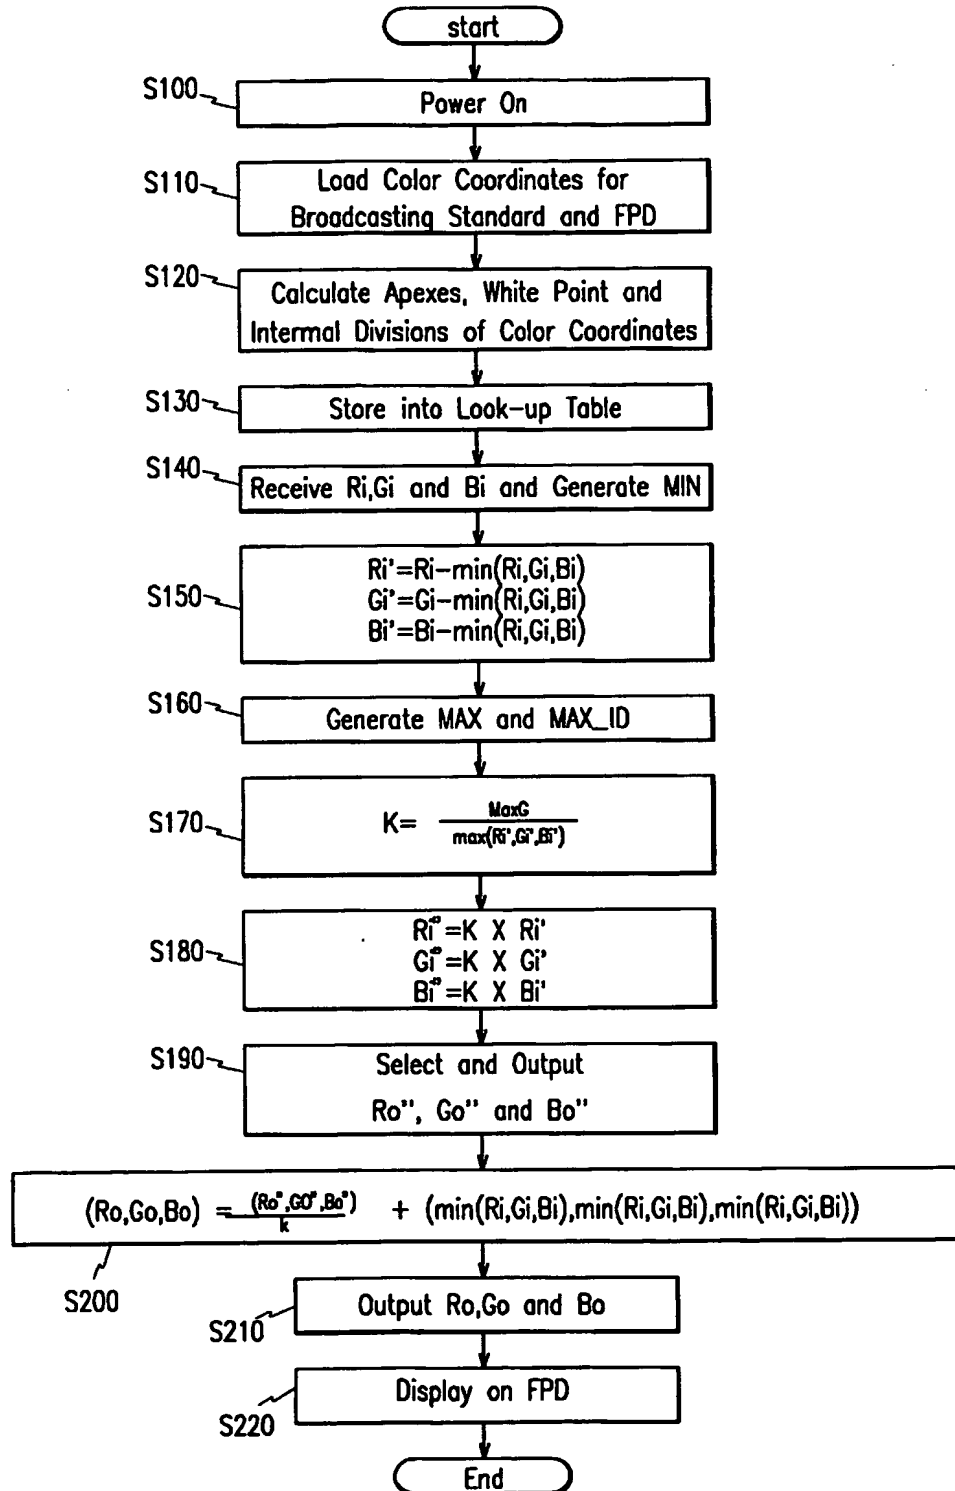 start
S100
Power On
S110
Load Color Coordinates for
Broadcasting Standard and FPD
S120
Calculate Apexes, White Point and
Intermal Divisions of Color Coordinates
S130
Store into Look-up Table
S140
Receive Ri,Gi and Bi and Generate MIN
S150
Ri'=Ri-min(Ri,Gi,Bi)
Gi'=Gi-min(Ri,Gi,Bi)
Bi'=Bi-min(Ri,Gi,Bi)
S160
Generate MAX and MAX_ID
S170
K= MaxG / max(Ri',Gi',Bi')
S180
Ri"=K X Ri'
Gi"=K X Gi'
Bi"=K X Bi'
S190
Select and Output
Ro", Go" and Bo"
(Ro,Go,Bo) = (Ro",GO",Bo") / k + (min(Ri,Gi,Bi),min(Ri,Gi,Bi),min(Ri,Gi,Bi))
S200
Output Ro,Go and Bo
S210
Display on FPD
S220
End